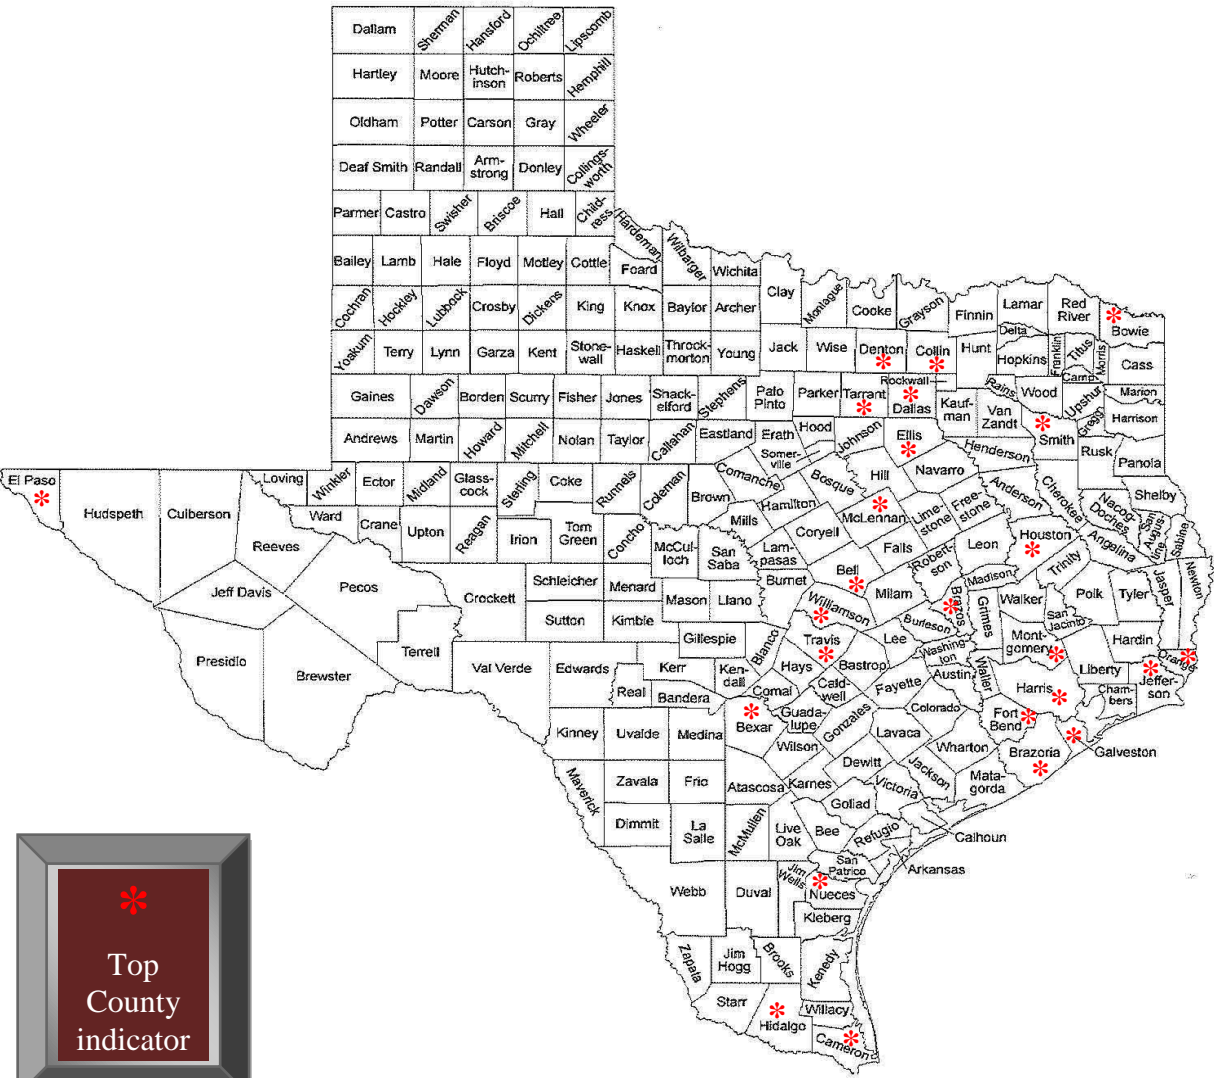 Dallam
Sherman
Hansford
Ochiltree
Lipscomb
Hartley
Moore
Hutch-
inson
Roberts
Hemphill
Oldham
Potter
Carson
Gray
Wheeler
Deaf Smith
Randall
Arm-
strong
Donley
Collings-
worth
Parmer
Castro
Swisher
Briscoe
Hall
Child-
ress
Hardeman
Bailey
Lamb
Hale
Floyd
Motley
Cottle
Foard
Wilbarger
Wichita
Clay
Montague
Cooke
Grayson
Finnin
Lamar
Red
River
Bowie
Cochran
Hockley
Lubbock
Crosby
Dickens
King
Knox
Baylor
Archer
Delta
Yoakum
Terry
Lynn
Garza
Kent
Stone-
wall
Haskell
Throck-
morton
Young
Jack
Wise
Denton
Collin
Hunt
Hopkins
Franklin
Titus
Morris
Cass
Camp
Gaines
Dawson
Borden
Scurry
Fisher
Jones
Shack-
elford
Stephens
Palo
Pinto
Parker
Tarrant
Rockwall
Dallas
Kauf-
man
Rains
Wood
Van
Zandt
Upshur
Marion
Gregg
Harrison
Smith
Andrews
Martin
Howard
Mitchell
Nolan
Taylor
Callahan
Eastland
Erath
Hood
Somer-
ville
Johnson
Ellis
Henderson
Rusk
Panola
El Paso
Hudspeth
Culberson
Loving
Winkler
Ector
Midland
Glass-
cock
Sterling
Coke
Runnels
Coleman
Brown
Comanche
Hamilton
Bosque
Hill
Navarro
Anderson
Cherokee
Nacog-
Doches
Shelby
Reeves
Ward
Crane
Upton
Reagan
Irion
Tom
Green
Concho
McCul-
loch
San
Saba
Mills
Lam-
pasas
Coryell
McLennan
Lime-
stone
Free-
stone
Leon
Houston
Trinity
Angelina
San
Augus-
tine
Sabine
Jeff Davis
Pecos
Crockett
Schleicher
Menard
Mason
Llano
Burnet
Bell
Falls
Robert-
son
Milam
Madison
Walker
San
Jacinto
Polk
Tyler
Jasper
Newton
Presidio
Brewster
Terrell
Val Verde
Sutton
Kimble
Gillespie
Blanco
Williamson
Travis
Lee
Burleson
Brazos
Grimes
Mont-
gomery
Liberty
Hardin
Orange
Edwards
Real
Kerr
Bandera
Ken-
dall
Comal
Hays
Cald-
well
Bastrop
Fayette
Washing-
ton
Austin
Waller
Harris
Cham-
bers
Jeffer-
son
Kinney
Uvalde
Medina
Bexar
Guada-
lupe
Gonzales
Lavaca
Colorado
Fort
Bend
Brazoria
Galveston
Maverick
Zavala
Frio
Atascosa
Wilson
Karnes
Dewitt
Jackson
Wharton
Mata-
gorda
Dimmit
La
Salle
McMullen
Live
Oak
Bee
Goliad
Victoria
Refugio
Calhoun
Arkansas
Webb
Duval
Jim
Wells
San
Patrico
Nueces
Kleberg
Zapata
Jim
Hogg
Brooks
Kenedy
Starr
Hidalgo
Willacy
Cameron
Top
County
indicator